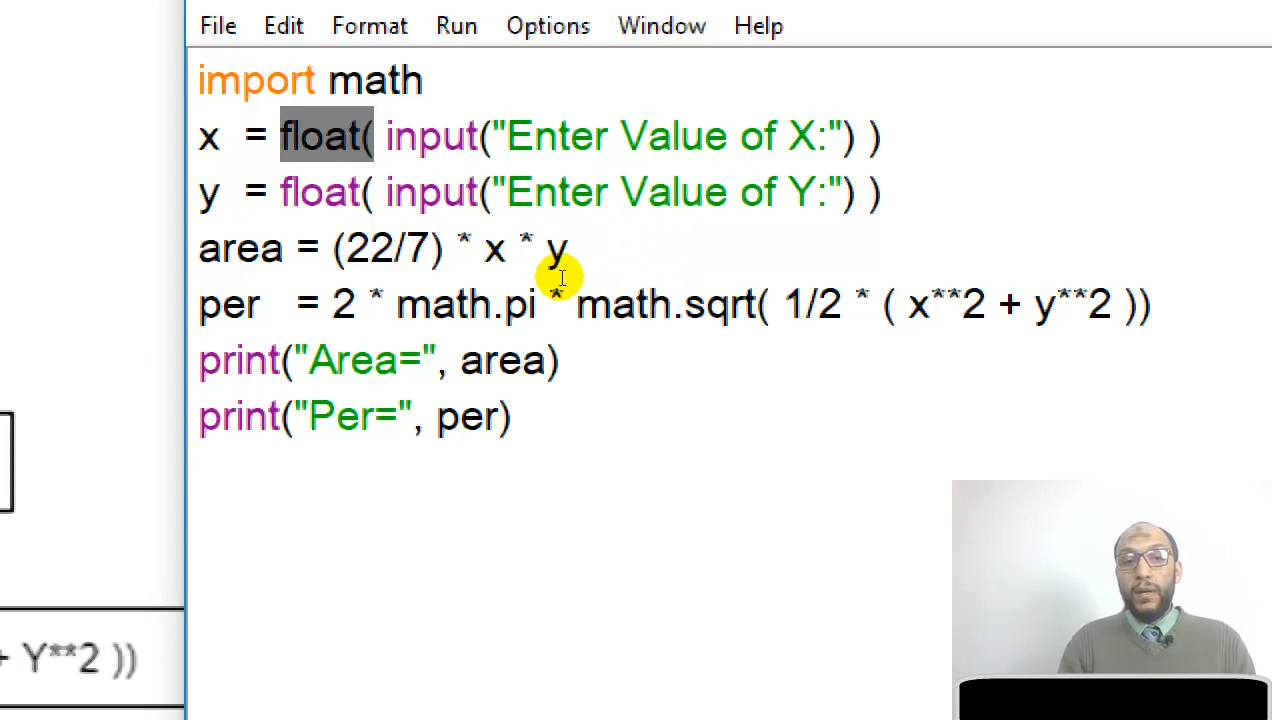 File Edit Format Run Options Window Help
import math
x = float( input("Enter Value of X:") )
y = float( input("Enter Value of Y:") )
area = (22/7) * x * y
per = 2 * math.pi * math.sqrt( 1/2 * ( x**2 + y**2 ))
print("Area=", area)
print("Per=", per)
+ Y**2 ))